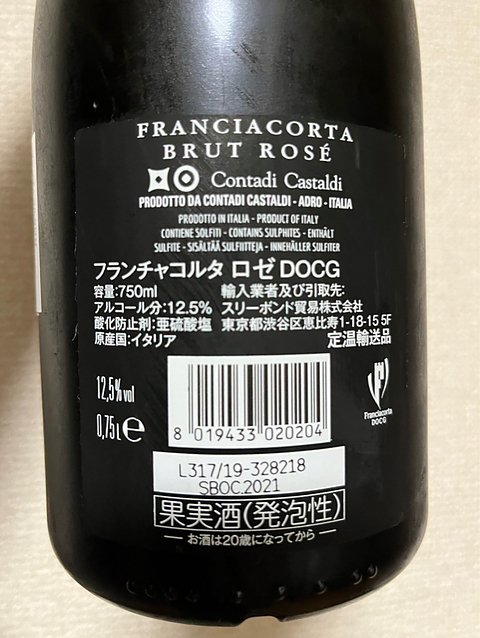 FRANCIACORTA
BRUT ROSÉ
Contadi Castaldi
PRODOTTO DA CONTADI CASTALDI - ADRO - ITALIA
PRODOTTO IN ITALIA - PRODUCT OF ITALY
CONTIENE SOLFITI - CONTAINS SULPHITES - ENTHÄLT
SULFITE - SISÄLTÄÄ SULFIITTEJA - INNEHÅLLER SULFITER
フランチャコルタ ロゼ DOCG
容量:750ml 輸入業者及び引取先:
アルコール分:12.5% スリーボンド貿易株式会社
酸化防止剤:亜硫酸塩 東京都渋谷区恵比寿1-18-15 5F
原産国:イタリア 定温輸送品
12,5% vol
0,75L e
8 019433 020204
Franciacorta
DOCG
L317/19-328218
SBOC.2021
果実酒(発泡性)
お酒は20歳になってから